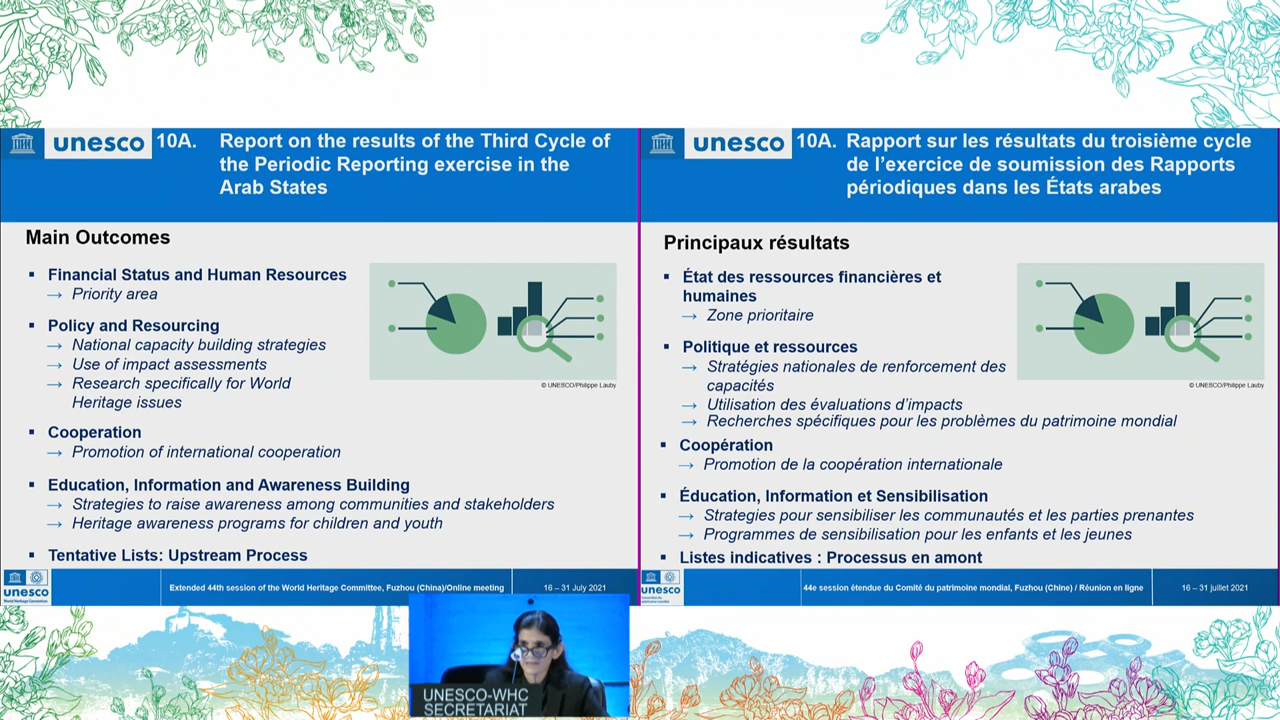 unesco
10A. Report on the results of the Third Cycle of
the Periodic Reporting exercise in the
Arab States
Main Outcomes
▪ Financial Status and Human Resources
→ Priority area
▪ Policy and Resourcing
→ National capacity building strategies
→ Use of impact assessments
→ Research specifically for World
Heritage issues
© UNESCO/Philippe Lauby
▪ Cooperation
→ Promotion of international cooperation
▪ Education, Information and Awareness Building
→ Strategies to raise awareness among communities and stakeholders
→ Heritage awareness programs for children and youth
▪ Tentative Lists: Upstream Process
unesco
World Heritage Convention
Extended 44th session of the World Heritage Committee, Fuzhou (China)/Online meeting
16 – 31 July 2021
unesco
10A. Rapport sur les résultats du troisième cycle
de l’exercice de soumission des Rapports
périodiques dans les États arabes
Principaux résultats
▪ État des ressources financières et
humaines
→ Zone prioritaire
▪ Politique et ressources
→ Stratégies nationales de renforcement des
capacités
→ Utilisation des évaluations d’impacts
→ Recherches spécifiques pour les problèmes du patrimoine mondial
© UNESCO/Philippe Lauby
▪ Coopération
→ Promotion de la coopération internationale
▪ Éducation, Information et Sensibilisation
→ Strategies pour sensibiliser les communautés et les parties prenantes
→ Programmes de sensibilisation pour les enfants et les jeunes
▪ Listes indicatives : Processus en amont
unesco
44e session étendue du Comité du patrimoine mondial, Fuzhou (Chine) / Réunion en ligne
16 – 31 juillet 2021
UNESCO-WHC
SECRETARIAT